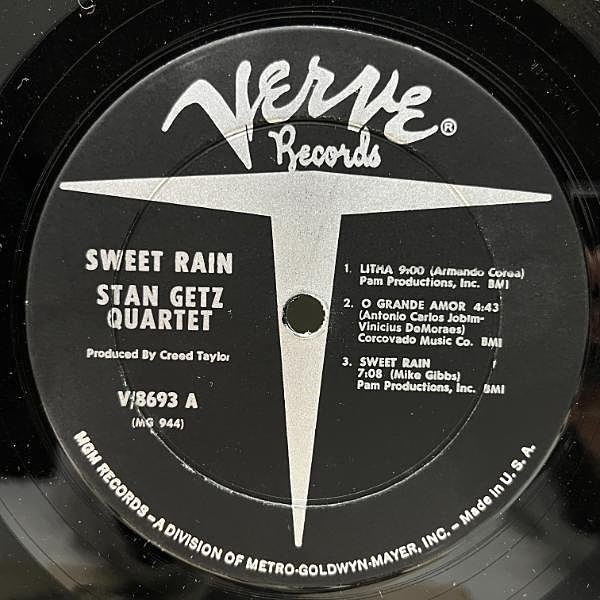 Verve®
Records
SWEET RAIN
STAN GETZ
QUARTET
Produced By Creed Taylor
V/8693 A
(MG 944)
1. LITHA 9:00 (Armando Corea)
Pam Productions, Inc. BMI
2. O GRANDE AMOR 4:43
(Antonio Carlos Jobim-
Vinicius DeMoraes)
Corcovado Music Co. BMI
3. SWEET RAIN
7:08 (Mike Gibbs)
Pam Productions, Inc. BMI
MGM RECORDS – A DIVISION OF METRO-GOLDWYN-MAYER, INC. – Made in U. S. A.